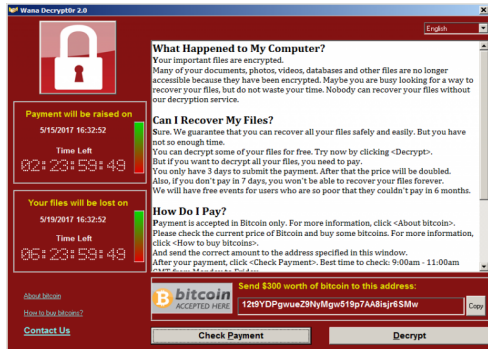 Wana Decrypt0r 2.0
English
Payment will be raised on
5/15/2017 16:32:52
Time Left
02:23:59:49
Your files will be lost on
5/19/2017 16:32:52
Time Left
06:23:59:49
About bitcoin
How to buy bitcoins?
Contact Us
What Happened to My Computer?
Your important files are encrypted.
Many of your documents, photos, videos, databases and other files are no longer
accessible because they have been encrypted. Maybe you are busy looking for a way to
recover your files, but do not waste your time. Nobody can recover your files without
our decryption service.
Can I Recover My Files?
Sure. We guarantee that you can recover all your files safely and easily. But you have
not so enough time.
You can decrypt some of your files for free. Try now by clicking <Decrypt>.
But if you want to decrypt all your files, you need to pay.
You only have 3 days to submit the payment. After that the price will be doubled.
Also, if you don't pay in 7 days, you won't be able to recover your files forever.
We will have free events for users who are so poor that they couldn't pay in 6 months.
How Do I Pay?
Payment is accepted in Bitcoin only. For more information, click <About bitcoin>.
Please check the current price of Bitcoin and buy some bitcoins. For more information,
click <How to buy bitcoins>.
And send the correct amount to the address specified in this window.
After your payment, click <Check Payment>. Best time to check: 9:00am - 11:00am
GMT from Monday to Friday.
bitcoin
ACCEPTED HERE
Send $300 worth of bitcoin to this address:
12t9YDPgwueZ9NyMgw519p7AA8isjr6SMw
Copy
Check Payment
Decrypt